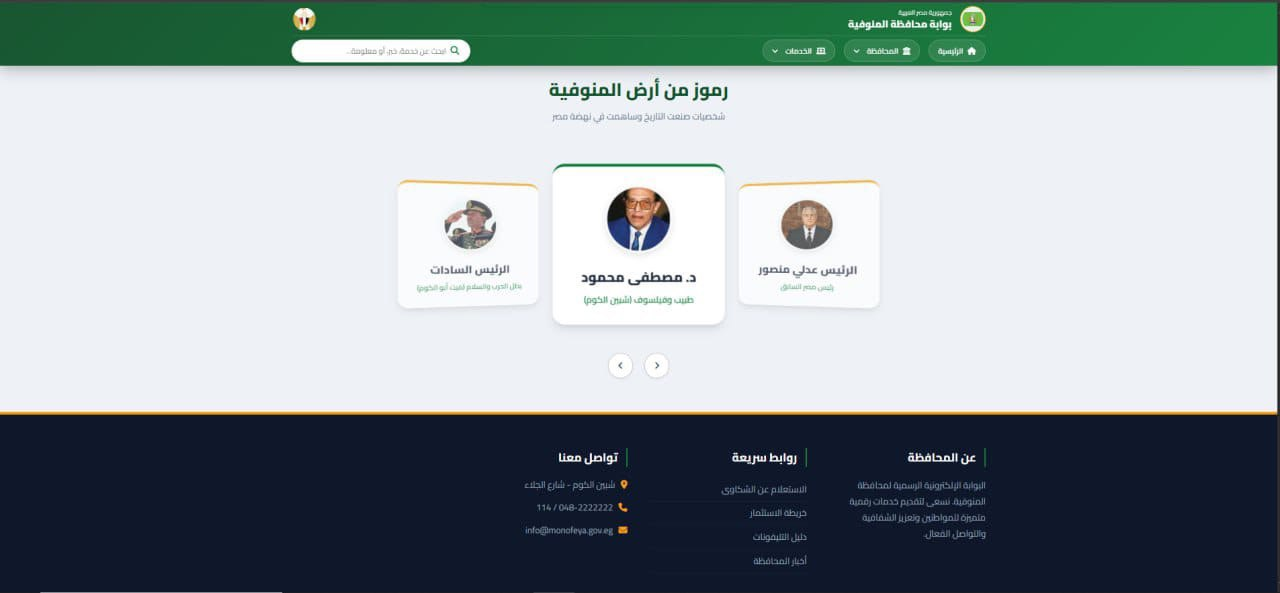 جمهورية مصر العربية
بوابة محافظة المنوفية
الرئيسية
المحافظة
الخدمات
ابحث عن خدمة، خبر، أو معلومة...
رموز من أرض المنوفية
شخصيات صنعت التاريخ وساهمت في نهضة مصر
الرئيس عدلي منصور
رئيس مصر السابق
د. مصطفى محمود
طبيب وفيلسوف (شبين الكوم)
الرئيس السادات
بطل الحرب والسلام (ميت أبو الكوم)
عن المحافظة
البوابة الإلكترونية الرسمية لمحافظة
المنوفية. نسعى لتقديم خدمات رقمية
متميزة للمواطنين وتعزيز الشفافية
والتواصل الفعال.
روابط سريعة
الاستعلام عن الشكاوى
خريطة الاستثمار
دليل التليفونات
أخبار المحافظة
تواصل معنا
شبين الكوم - شارع الجلاء
114 / 048-2222222
info@monofeya.gov.eg